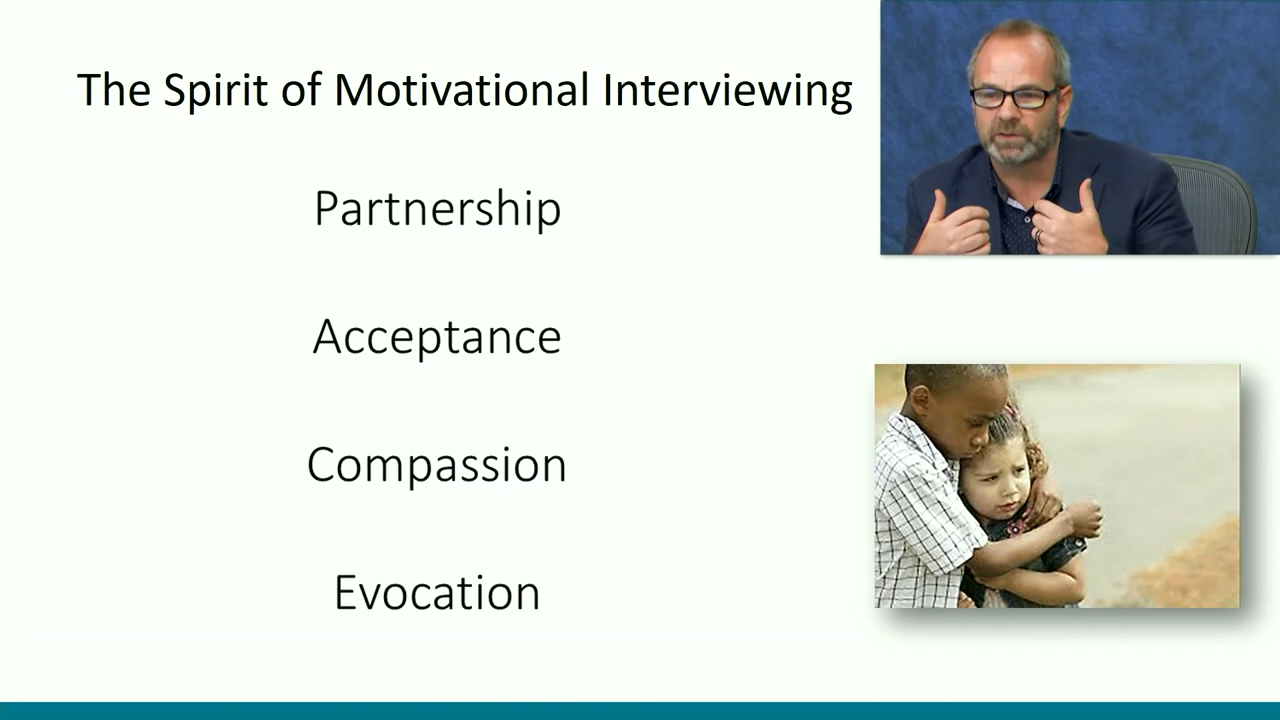 The Spirit of Motivational Interviewing
Partnership
Acceptance
Compassion
Evocation